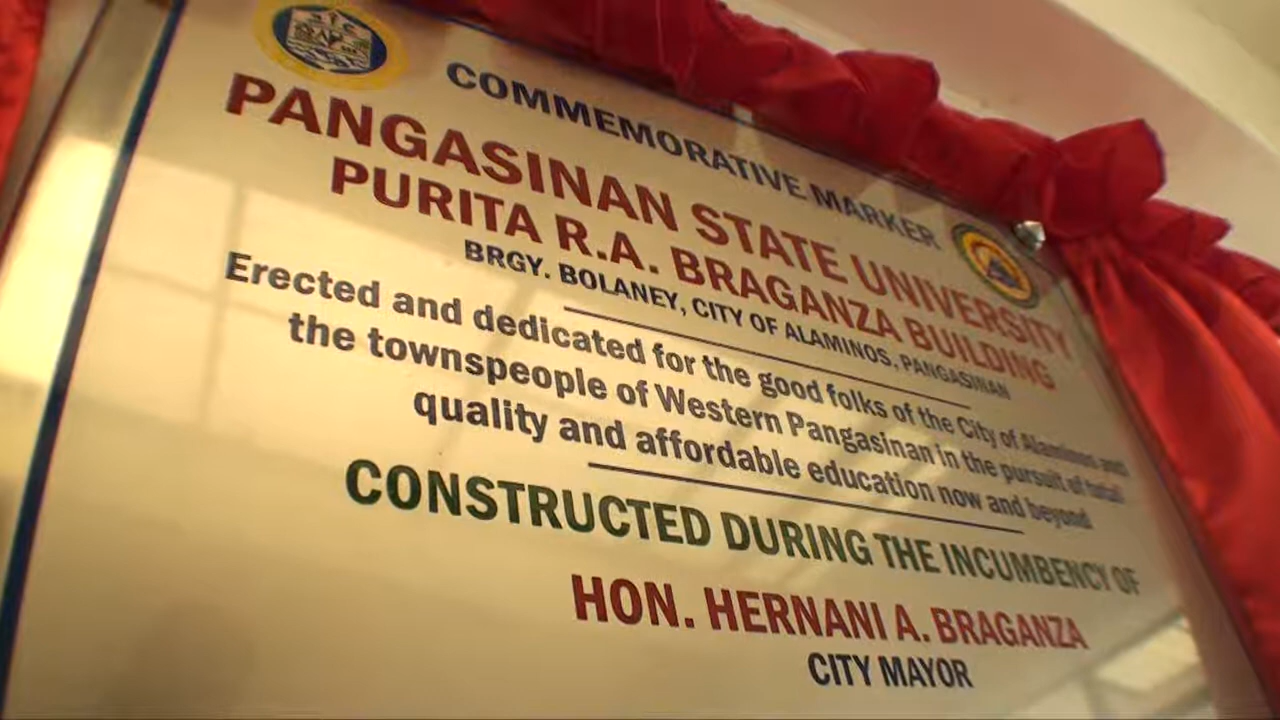 COMMEMORATIVE MARKER
PANGASINAN STATE UNIVERSITY
PURITA R.A. BRAGANZA BUILDING
BRGY. BOLANEY, CITY OF ALAMINOS, PANGASINAN
Erected and dedicated for the good folks of the City of Alaminos and
the townspeople of Western Pangasinan in the pursuit of total
quality and affordable education now and beyond
CONSTRUCTED DURING THE INCUMBENCY OF
HON. HERNANI A. BRAGANZA
CITY MAYOR